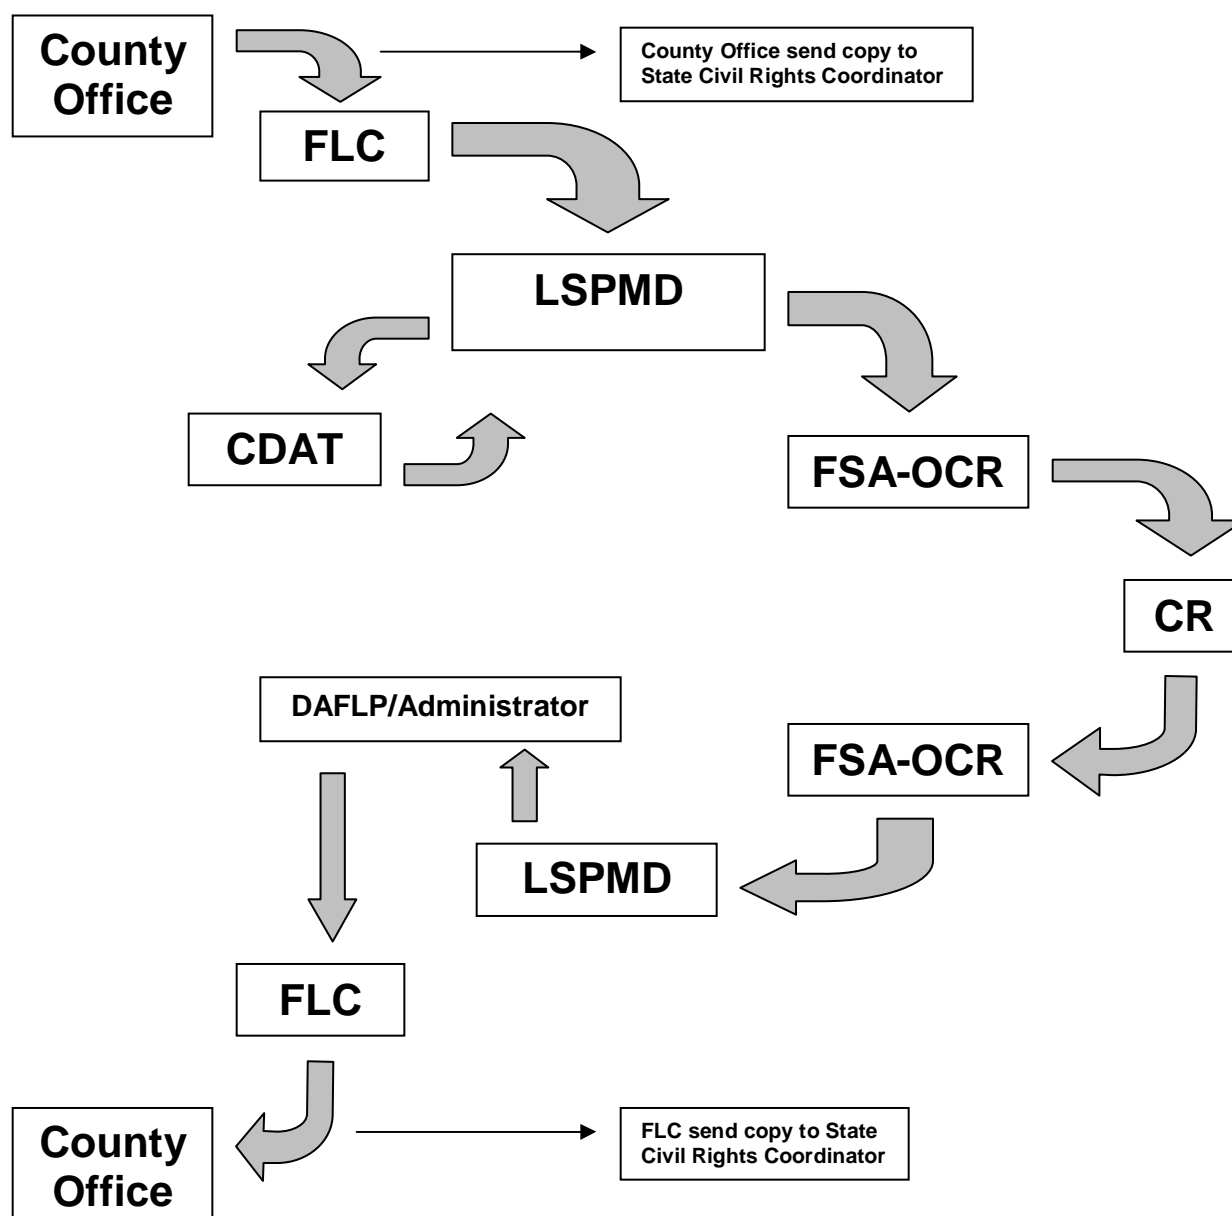 County
Office
County Office send copy to
State Civil Rights Coordinator
FLC
LSPMD
CDAT
FSA-OCR
CR
DAFLP/Administrator
FSA-OCR
LSPMD
FLC
County
Office
FLC send copy to State
Civil Rights Coordinator